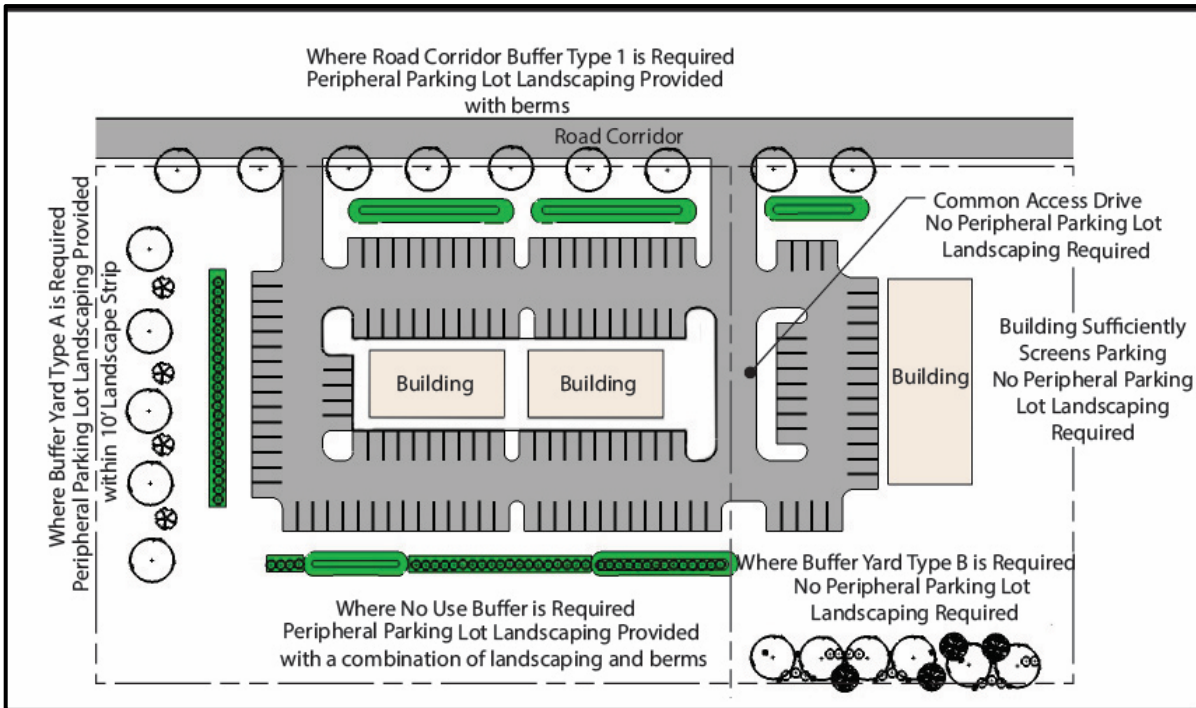 Where Road Corridor Buffer Type 1 is Required
Peripheral Parking Lot Landscaping Provided
with berms
Road Corridor
Where Buffer Yard Type A is Required
Peripheral Parking Lot Landscaping Provided
within 10' Landscape Strip
Common Access Drive
No Peripheral Parking Lot
Landscaping Required
Building
Building
Building
Building Sufficiently
Screens Parking
No Peripheral Parking
Lot Landscaping
Required
Where No Use Buffer is Required
Peripheral Parking Lot Landscaping Provided
with a combination of landscaping and berms
Where Buffer Yard Type B is Required
No Peripheral Parking Lot
Landscaping Required